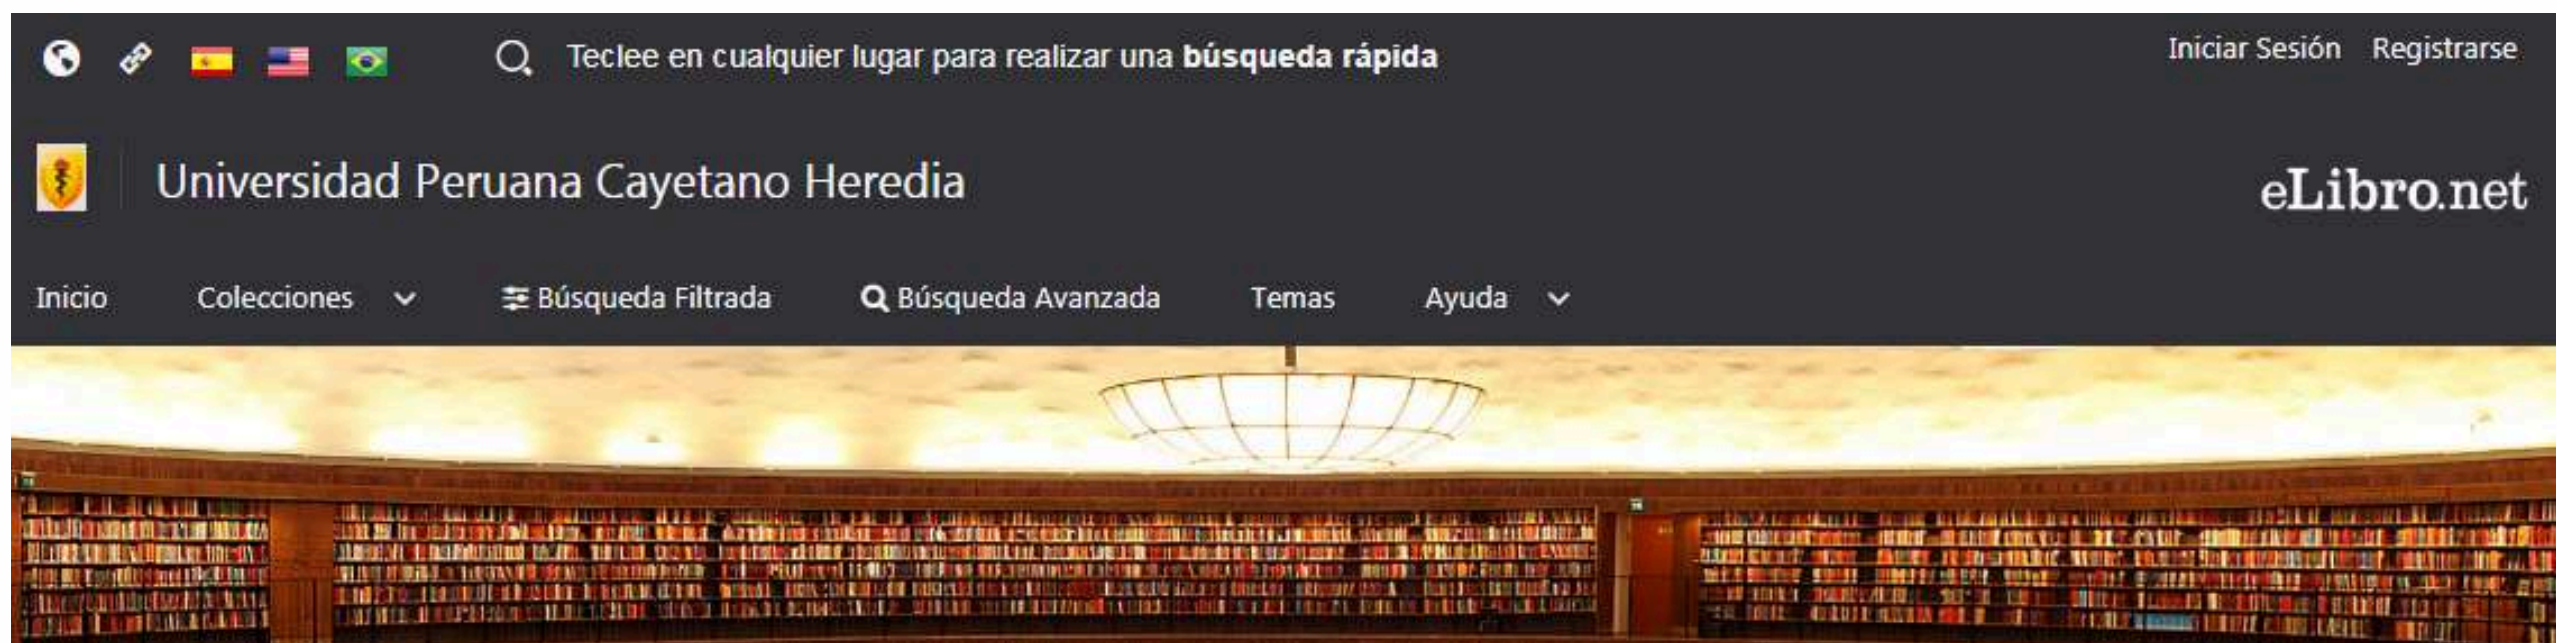 Teclee en cualquier lugar para realizar una búsqueda rápida
Iniciar Sesión Registrarse
Universidad Peruana Cayetano Heredia
eLibro.net
Inicio Colecciones Búsqueda Filtrada Búsqueda Avanzada Temas Ayuda